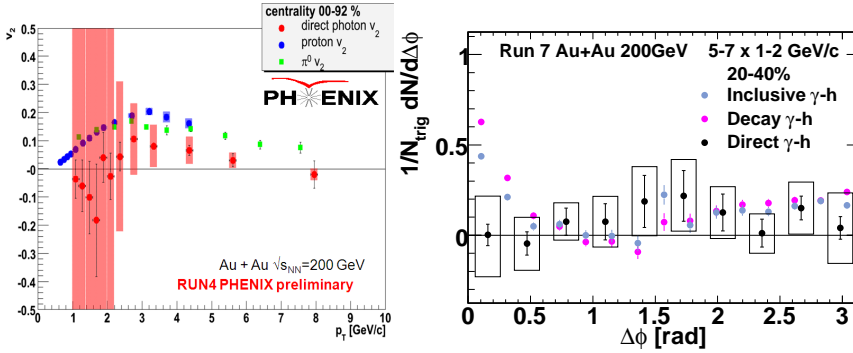 centrality 00-92 %
direct photon v2
proton v2
π0 v2
PHENIX
v2
0.5
0.4
0.3
0.2
0.1
-0
-0.1
-0.2
-0.3
-0.4
-0.5
Au + Au √sNN=200 GeV
RUN4 PHENIX preliminary
0 1 2 3 4 5 6 7 8 9 10
pT [GeV/c]
Run 7 Au+Au 200GeV 5-7 x 1-2 GeV/c
20-40%
Inclusive γ-h
Decay γ-h
Direct γ-h
1/Ntrig dN/dΔϕ
1
0.5
0
0 0.5 1 1.5 2 2.5 3
Δϕ [rad]